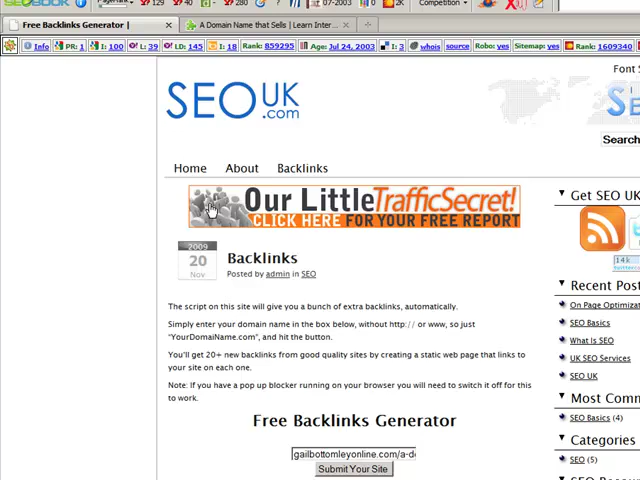 SEOBOOK 129 40 280 07-2003 Competition
Free Backlinks Generator | A Domain Name that Sells | Learn Inter...
Info PR: 1 I: 100 L: 39 LD: 145 I: 18 Rank: 859295 Age: Jul 24, 2003 I: 3 whois source Robo: yes Sitemap: yes Rank: 1609340
Font S
SEO UK .com
SE
Search
Home About Backlinks
Our Little TrafficSecret!
CLICK HERE FOR YOUR FREE REPORT
Get SEO UK
14k
2009
20
Nov
Backlinks
Posted by admin in SEO
Recent Post
On Page Optimizat
SEO Basics
What Is SEO
UK SEO Services
SEO UK
The script on this site will give you a bunch of extra backlinks, automatically.
Simply enter your domain name in the box below, without http:// or www, so just
"YourDomaiName.com", and hit the button.
You'll get 20+ new backlinks from good quality sites by creating a static web page that links to
your site on each one.
Note: If you have a pop up blocker running on your browser you will need to switch it off for this
to work.
Most Comm
SEO Basics (4)
Free Backlinks Generator
Categories
gailbottomleyonline.com/a-do
SEO (5)
Submit Your Site